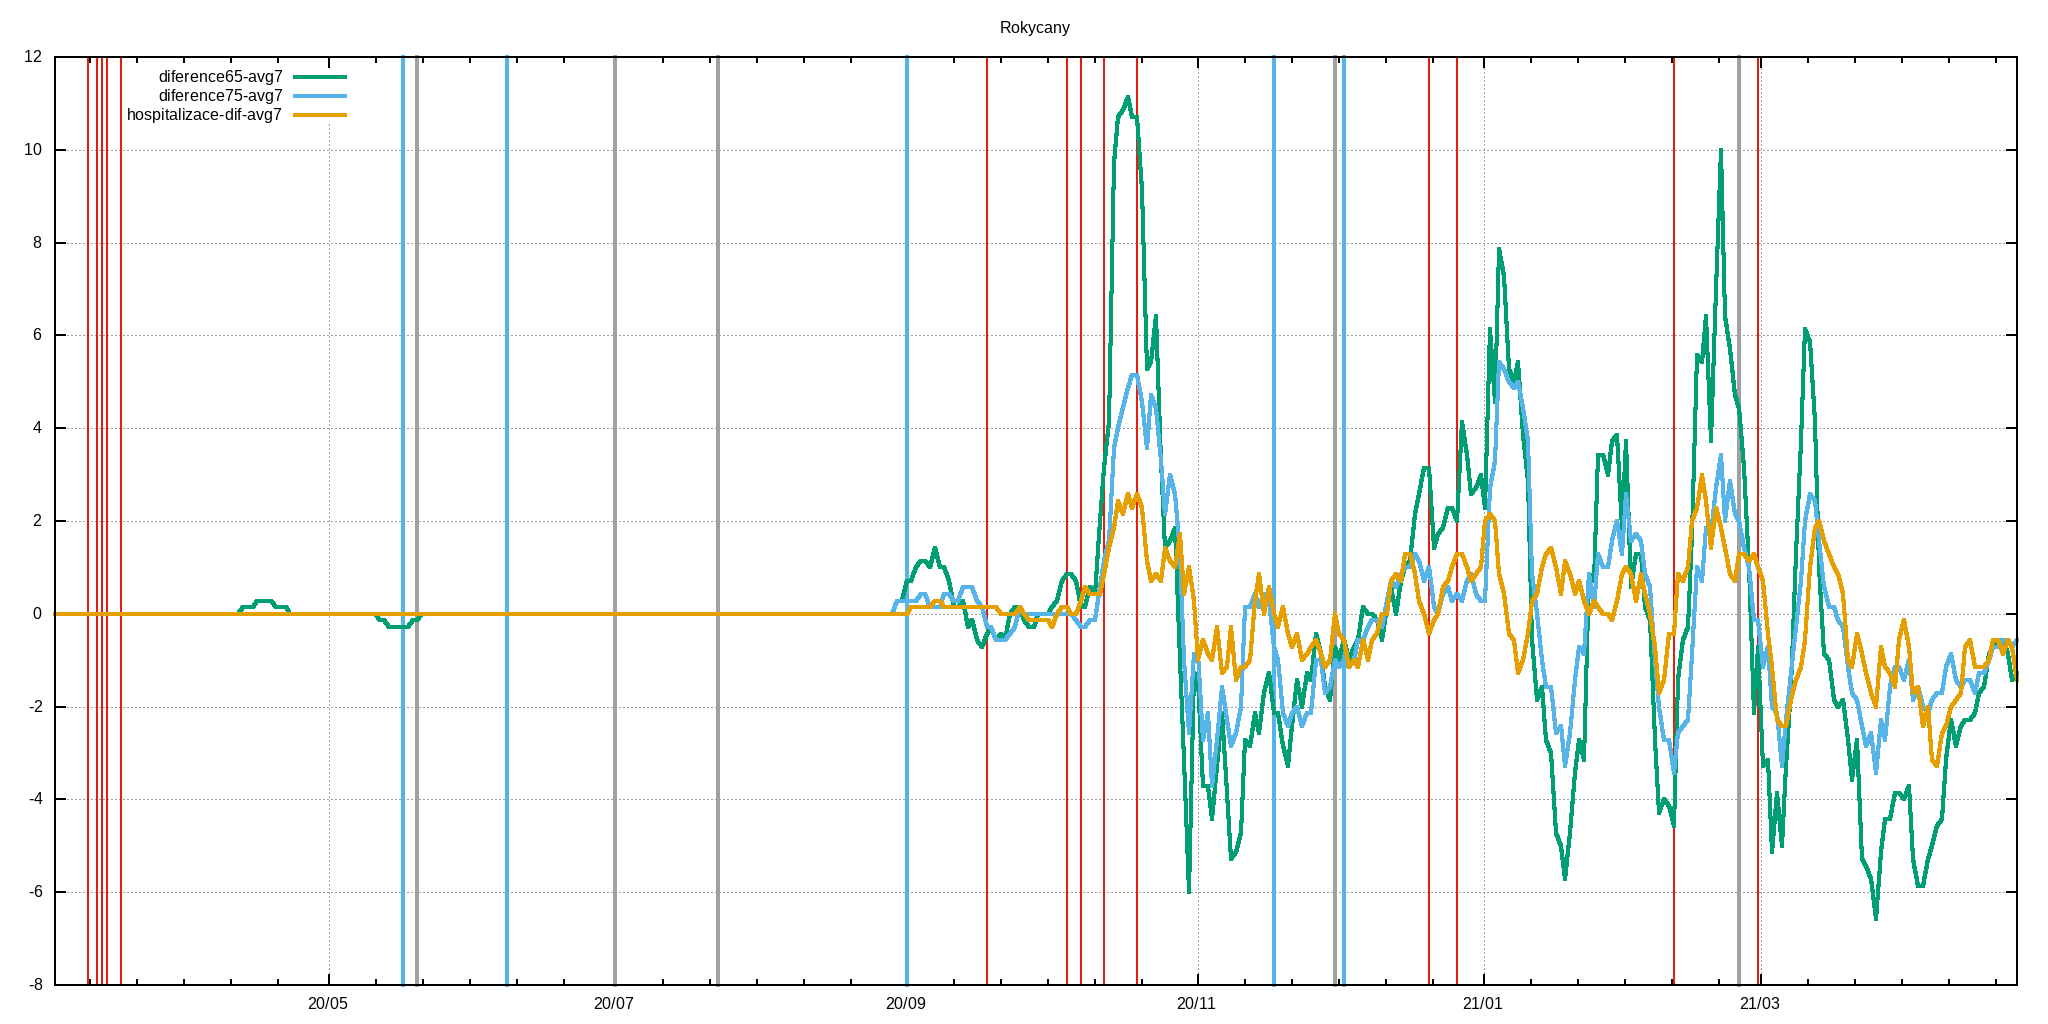 Rokycany
12
diference65-avg7
diference75-avg7
hospitalizace-dif-avg7
10
8
6
4
2
0
-2
-4
-6
-8
20/05 20/07 20/09 20/11 21/01 21/03